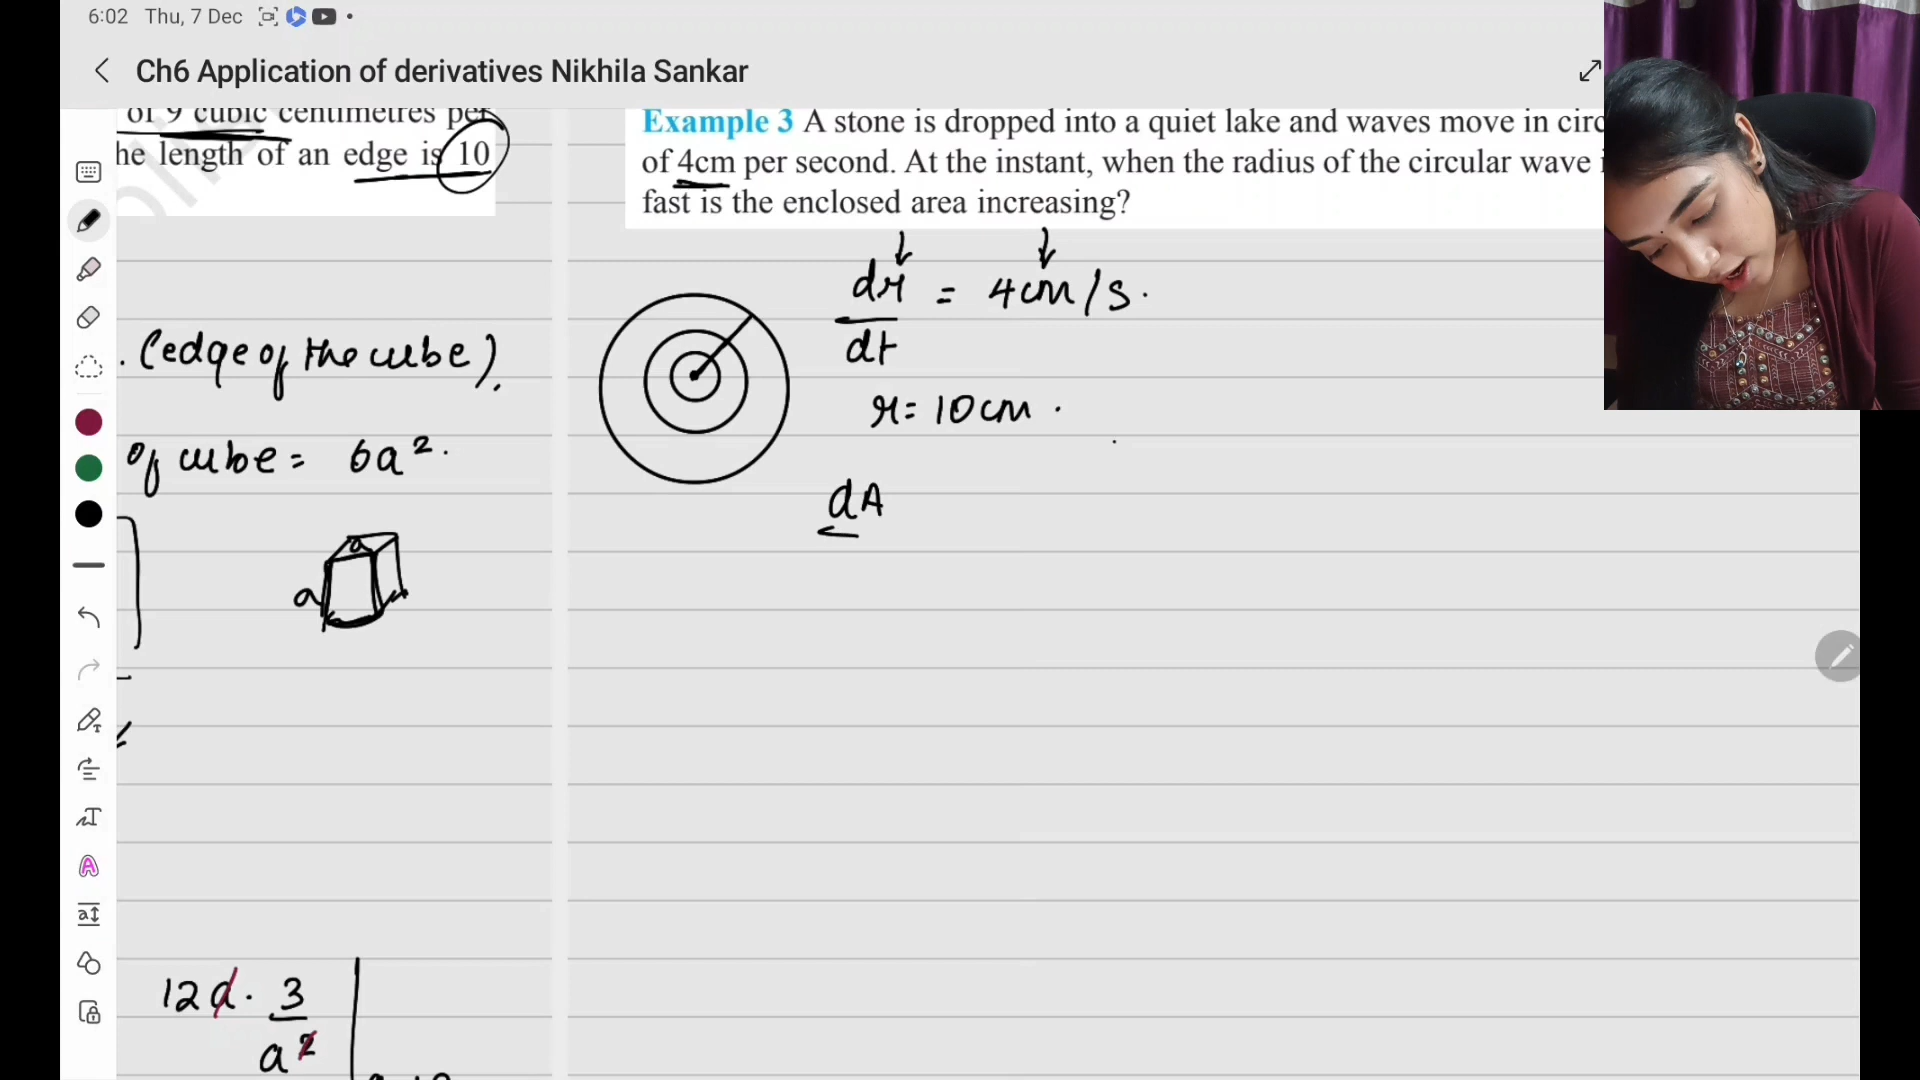 6:02 Thu, 7 Dec
Ch6 Application of derivatives Nikhila Sankar
of 9 cubic centimetres per
he length of an edge is 10
Example 3 A stone is dropped into a quiet lake and waves move in circ
of 4cm per second. At the instant, when the radius of the circular wave i
fast is the enclosed area increasing?
dr/dt = 4cm/s.
r = 10cm.
dA
. (edge of the cube).
of cube = 6a².
a
a
12a . 3/a²